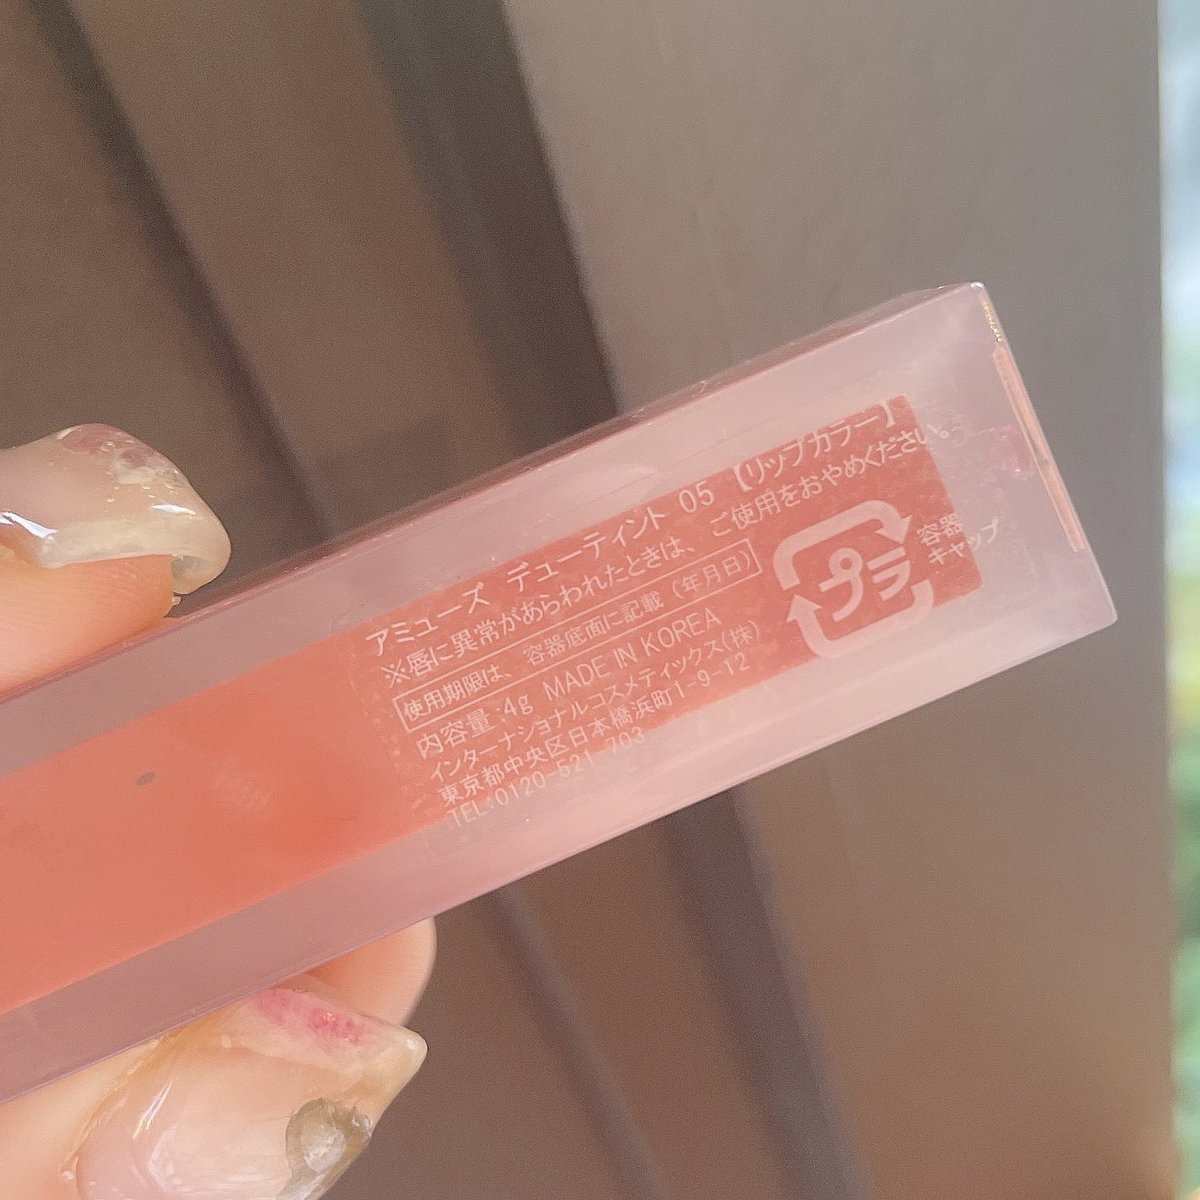 アミューズ デューティント 05 【リップカラー】
※唇に異常があらわれたときは、ご使用をおやめください。
使用期限は、容器底面に記載（年月日）
内容量:4g MADE IN KOREA
インターナショナルコスメティックス(株)
東京都中央区日本橋浜町1-9-12
TEL:0120-521-703
プラ
容器
キャップ